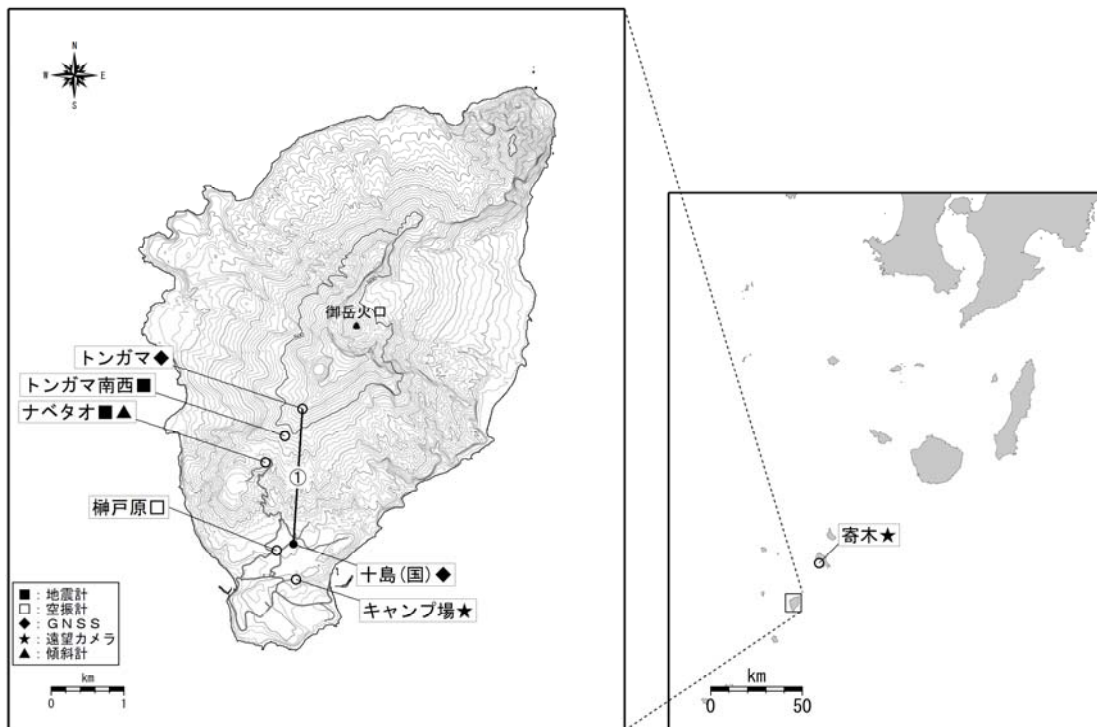 N
W E
S
御岳火口
トンガマ◆
トンガマ南西■
ナベタオ■▲
①
榊戸原□
十島(国)◆
キャンプ場★
■：地震計
□：空振計
◆：GNSS
★：遠望カメラ
▲：傾斜計
km
0 1
寄木★
km
0 50